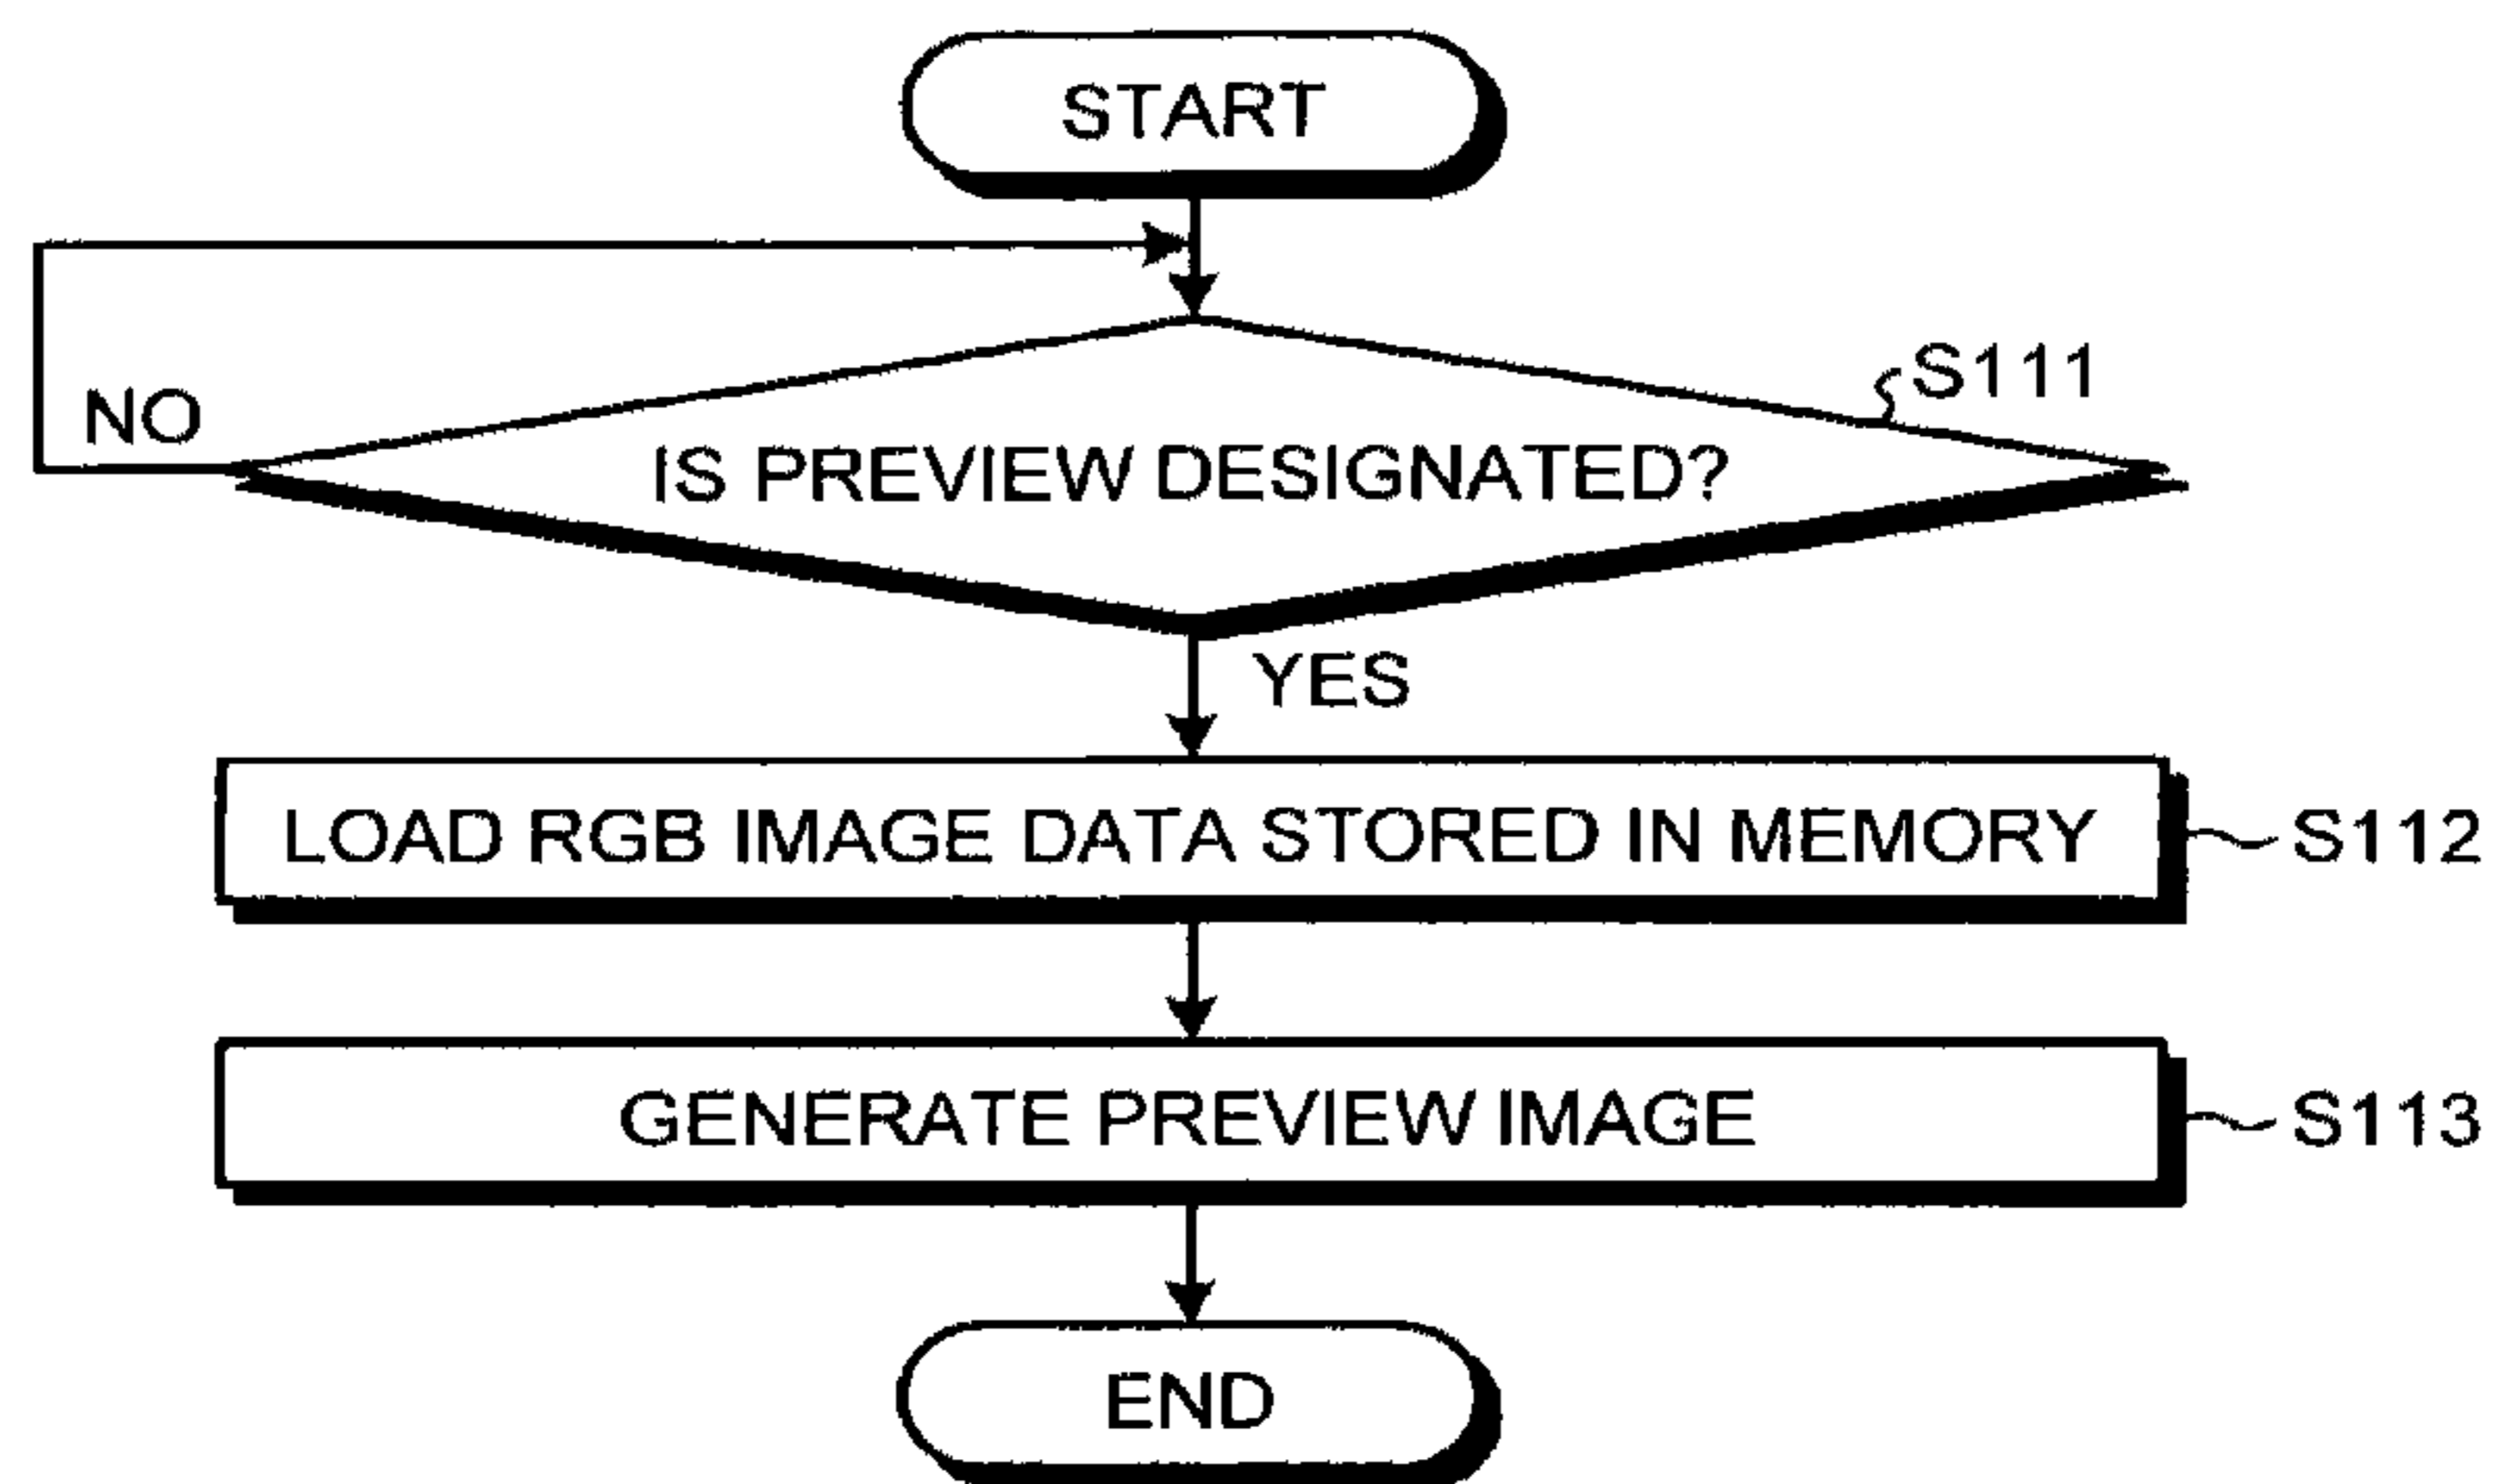 START
S111
NO
IS PREVIEW DESIGNATED?
YES
LOAD RGB IMAGE DATA STORED IN MEMORY
S112
GENERATE PREVIEW IMAGE
S113
END